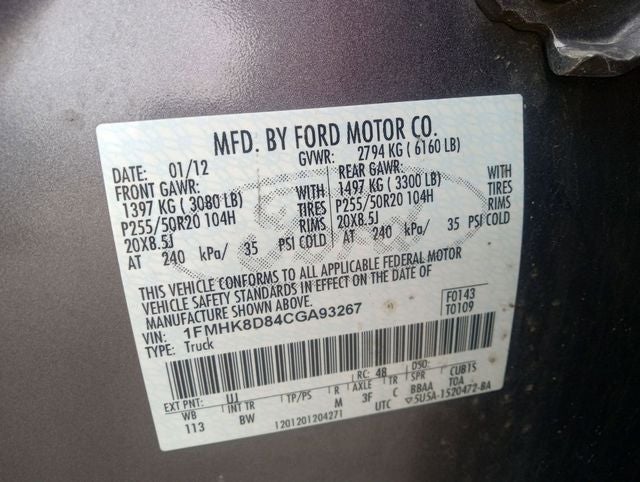 MFD. BY FORD MOTOR CO.
DATE: 01/12 GVWR: 2794 KG ( 6160 LB)
FRONT GAWR: REAR GAWR:
1397 KG ( 3080 LB) WITH 1497 KG ( 3300 LB) WITH
P255/50R20 104H TIRES P255/50R20 104H TIRES
20X8.5J RIMS 20X8.5J RIMS
AT 240 kPa/ 35 PSI COLD AT 240 kPa/ 35 PSI COLD
Ford
THIS VEHICLE CONFORMS TO ALL APPLICABLE FEDERAL MOTOR
VEHICLE SAFETY STANDARDS IN EFFECT ON THE DATE OF
MANUFACTURE SHOWN ABOVE.
VIN: 1FMHK8D84CGA93267 F0143
TYPE: Truck T0109
EXT PNT: UJ RC: 48 DSO:
WB INT TR TP/PS R AXLE TR SPR CUB15
113 BW M 3F C BBAA TOA
1201201204271 UTC ▽5U5A-1520472-BA